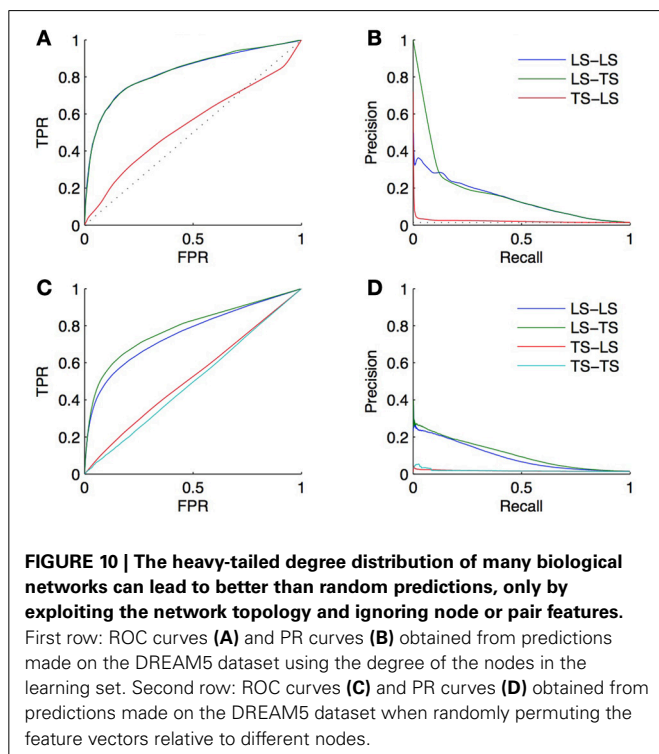 A
1
0.8
0.6
0.4
0.2
0
TPR
0 0.5 1
FPR
B
1
0.8
0.6
0.4
0.2
0
Precision
LS–LS
LS–TS
TS–LS
0 0.5 1
Recall
C
1
0.8
0.6
0.4
0.2
0
TPR
0 0.5 1
FPR
D
1
0.8
0.6
0.4
0.2
0
Precision
LS–LS
LS–TS
TS–LS
TS–TS
0 0.5 1
Recall
FIGURE 10 | The heavy-tailed degree distribution of many biological
networks can lead to better than random predictions, only by
exploiting the network topology and ignoring node or pair features.
First row: ROC curves (A) and PR curves (B) obtained from predictions
made on the DREAM5 dataset using the degree of the nodes in the
learning set. Second row: ROC curves (C) and PR curves (D) obtained from
predictions made on the DREAM5 dataset when randomly permuting the
feature vectors relative to different nodes.